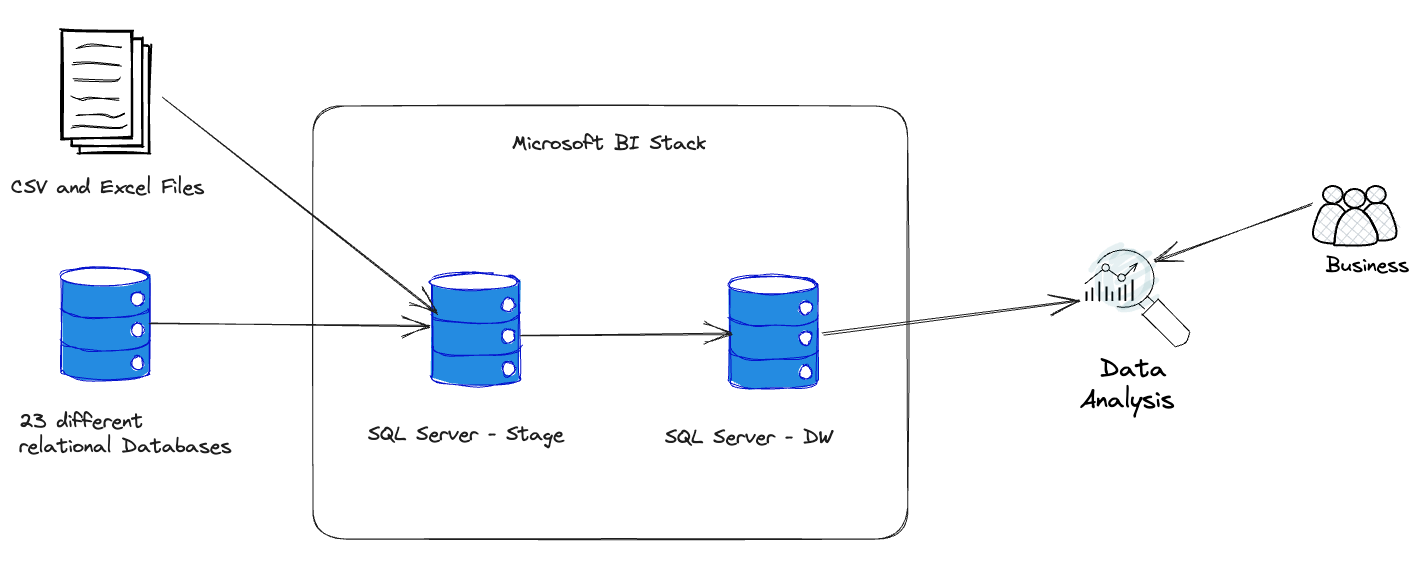 Microsoft BI Stack
CSV and Excel Files
Business
Data
Analysis
23 different
relational Databases
SQL Server - Stage
SQL Server - DW